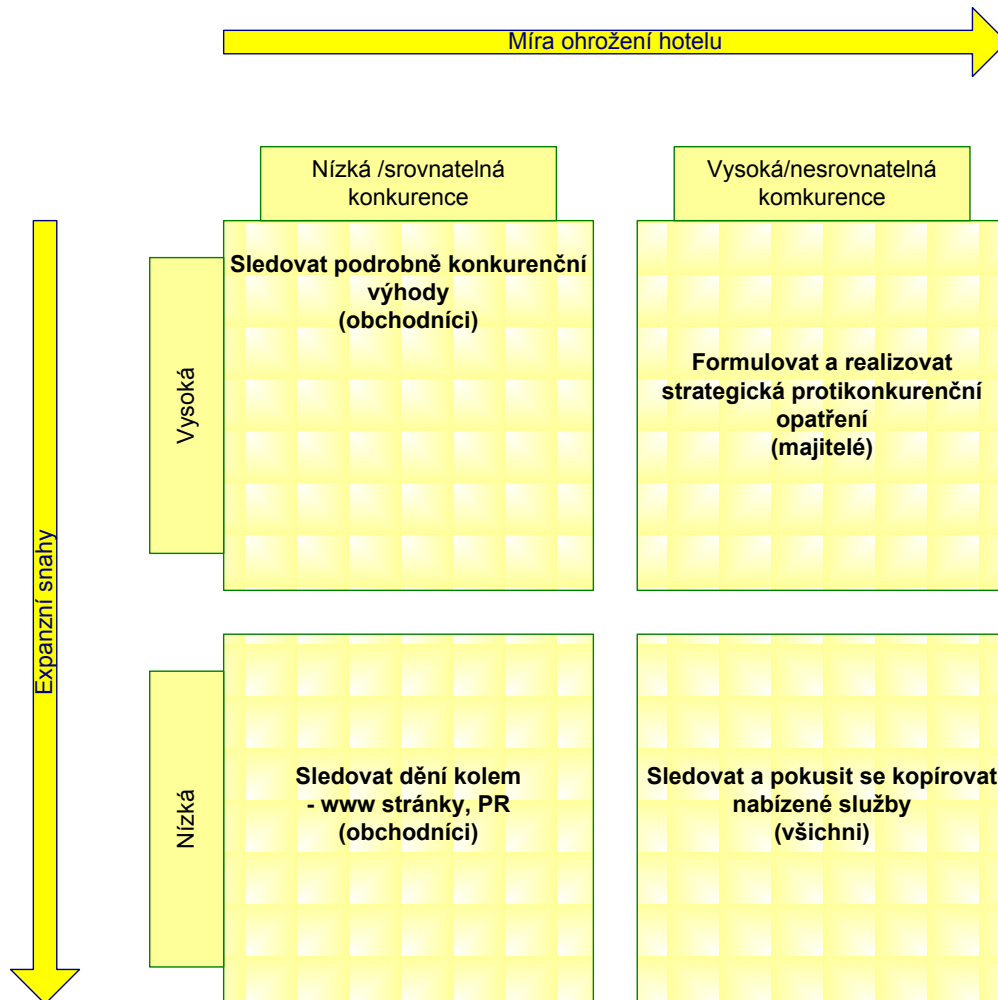 Míra ohrožení hotelu
Nízká /srovnatelná
konkurence
Vysoká/nesrovnatelná
komkurence
Expanzní snahy
Vysoká
Sledovat podrobně konkurenční
výhody
(obchodníci)
Formulovat a realizovat
strategická protikonkurenční
opatření
(majitelé)
Nízká
Sledovat dění kolem
- www stránky, PR
(obchodníci)
Sledovat a pokusit se kopírovat
nabízené služby
(všichni)